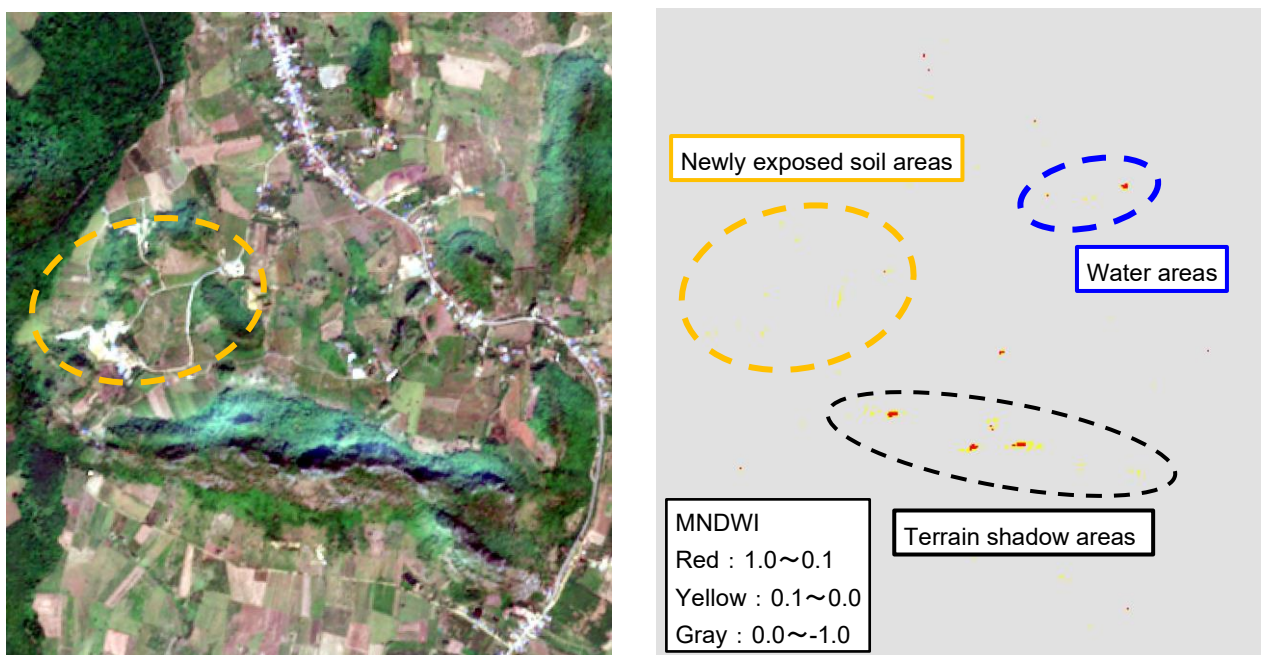 Newly exposed soil areas
Water areas
Terrain shadow areas
MNDWI
Red：1.0～0.1
Yellow：0.1～0.0
Gray：0.0～-1.0